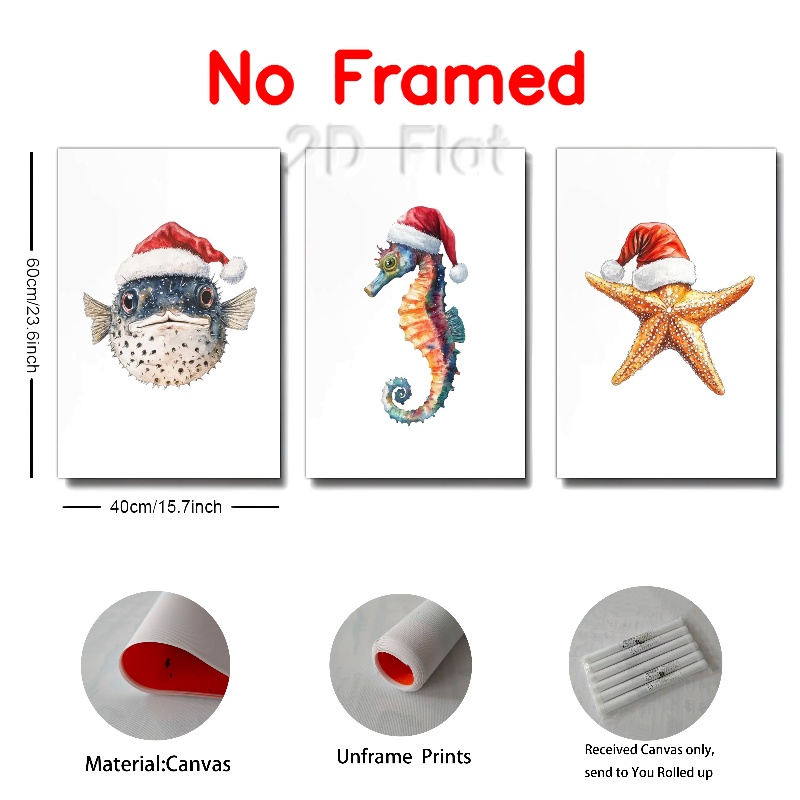 No Framed
2D Flat
60cm/23.6inch
40cm/15.7inch
Material:Canvas
Unframe Prints
Received Canvas only,
send to You Rolled up